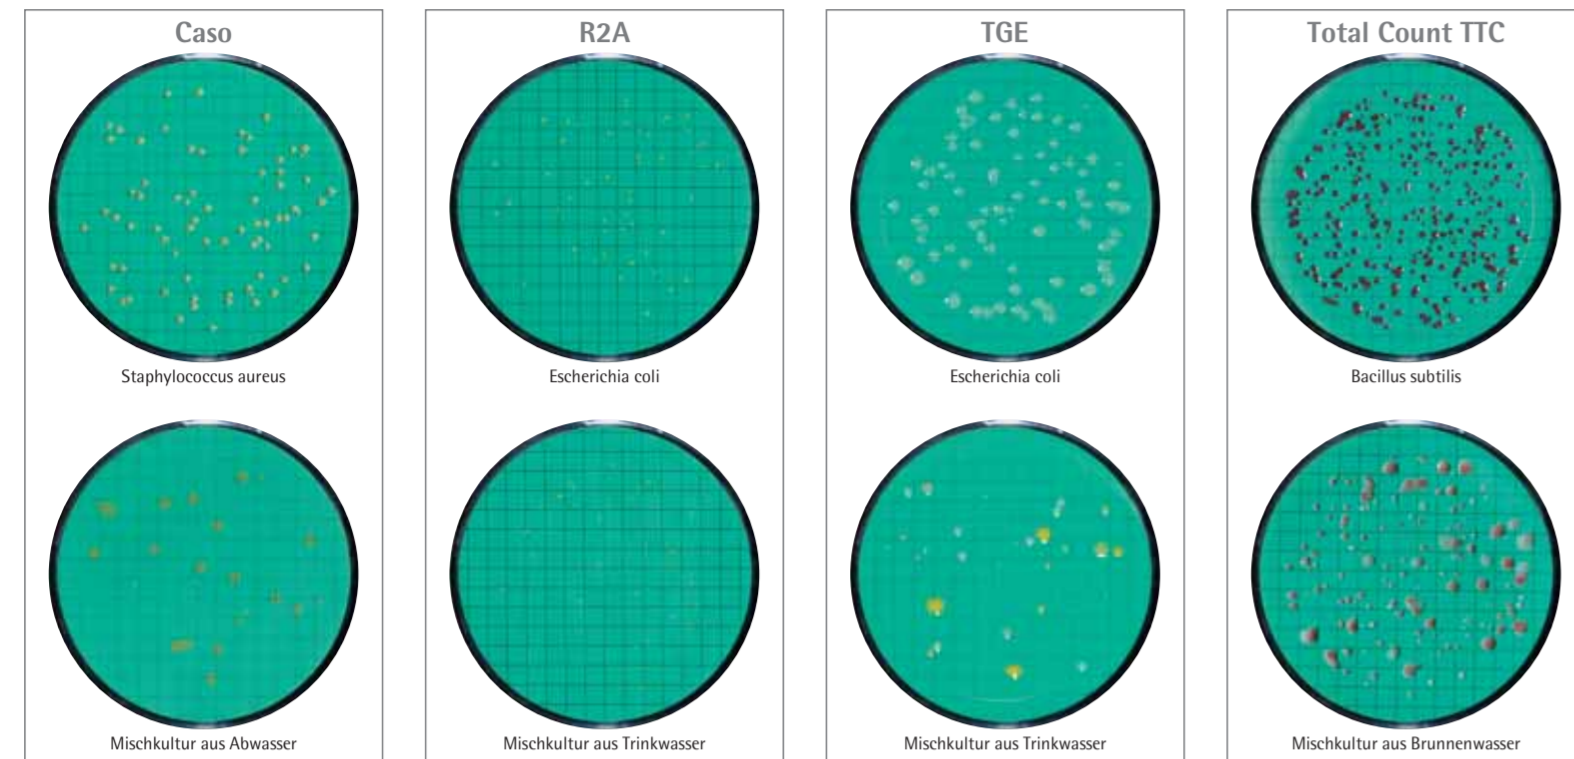 Caso
R2A
TGE
Total Count TTC
Staphylococcus aureus
Escherichia coli
Escherichia coli
Bacillus subtilis
Mischkultur aus Abwasser
Mischkultur aus Trinkwasser
Mischkultur aus Trinkwasser
Mischkultur aus Brunnenwasser